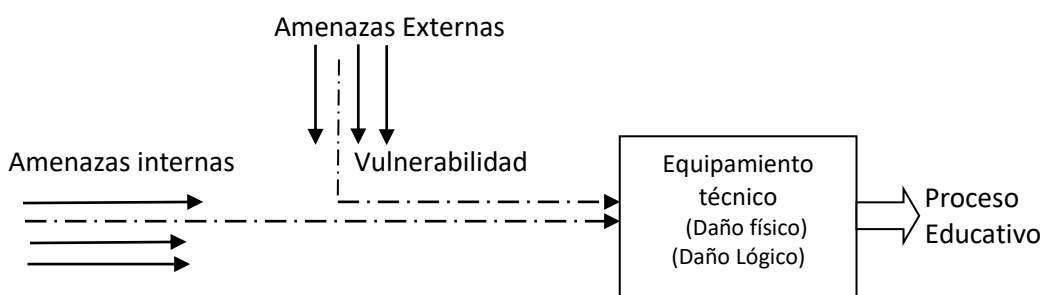 Amenazas Externas
Amenazas internas
Vulnerabilidad
Equipamiento
técnico
(Daño físico)
(Daño Lógico)
Proceso
Educativo